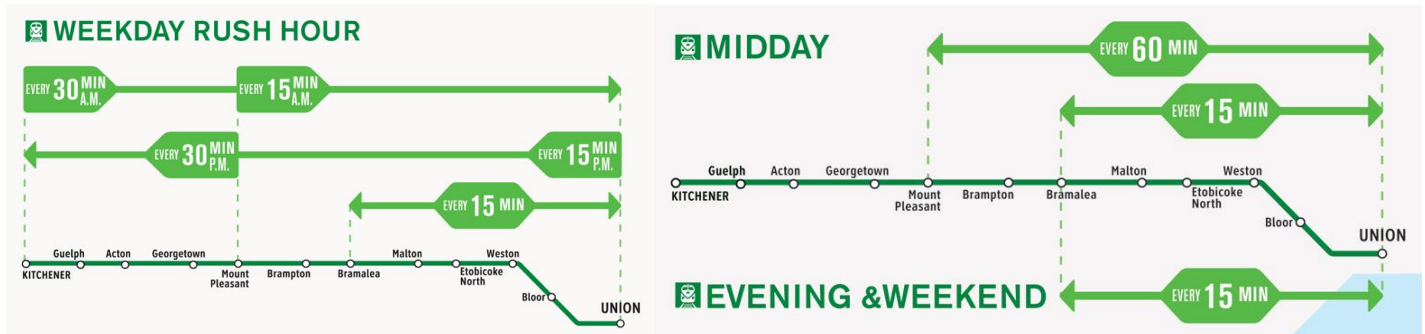 WEEKDAY RUSH HOUR
EVERY 30 MIN A.M.
EVERY 15 MIN A.M.
EVERY 30 MIN P.M.
EVERY 15 MIN P.M.
EVERY 15 MIN
KITCHENER
Guelph
Acton
Georgetown
Mount
Pleasant
Brampton
Bramalea
Malton
Etobicoke
North
Weston
Bloor
UNION
MIDDAY
EVERY 60 MIN
EVERY 15 MIN
KITCHENER
Guelph
Acton
Georgetown
Mount
Pleasant
Brampton
Bramalea
Malton
Etobicoke
North
Weston
Bloor
UNION
EVENING &WEEKEND
EVERY 15 MIN